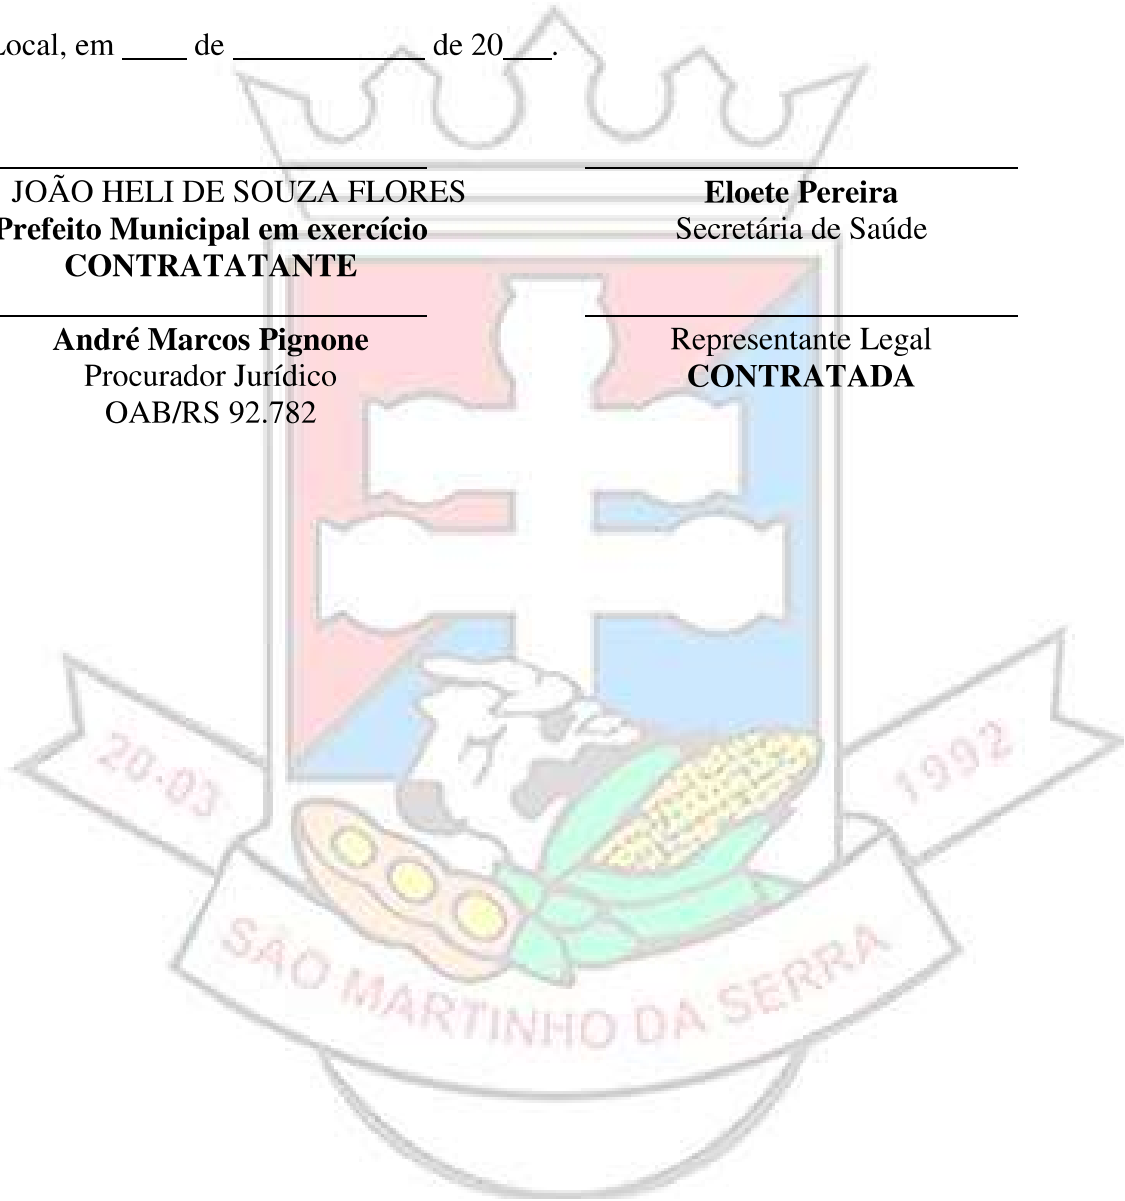 Local, em ____ de ____________ de 20___.
JOÃO HELI DE SOUZA FLORES
Prefeito Municipal em exercício
CONTRATATANTE
Eloete Pereira
Secretária de Saúde
André Marcos Pignone
Procurador Jurídico
OAB/RS 92.782
Representante Legal
CONTRATADA
20-03
1992
SÃO MARTINHO DA SERRA